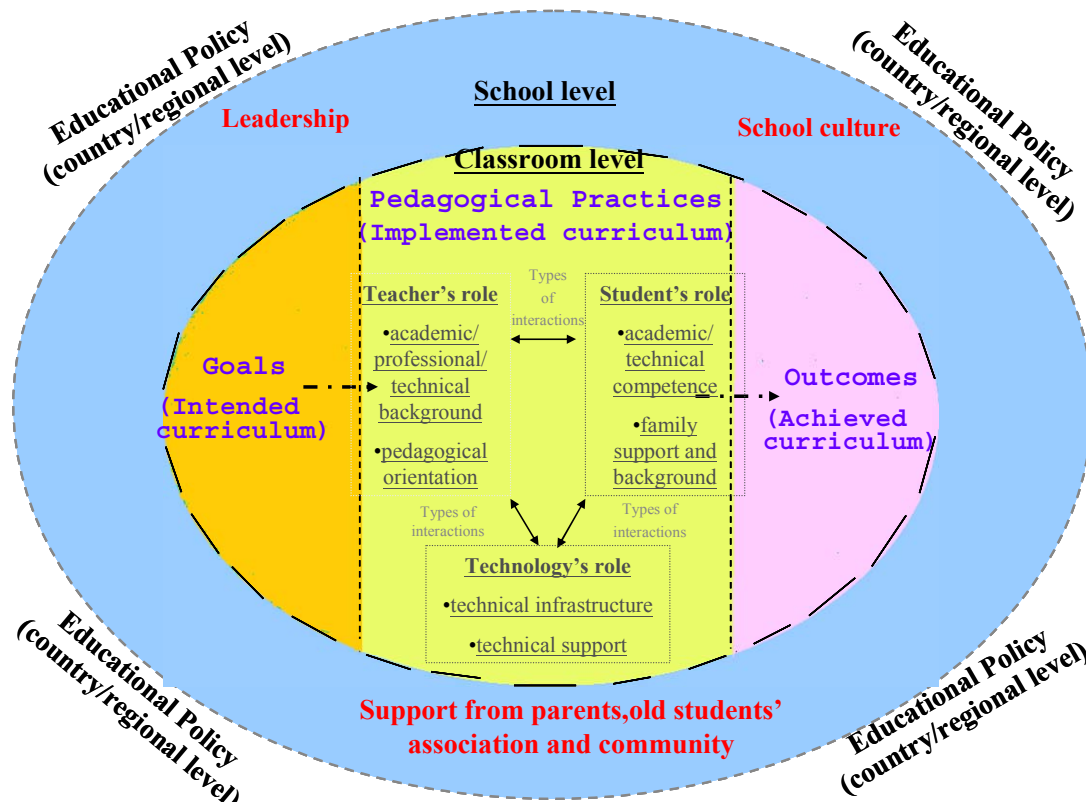 Educational Policy
(country/regional level)
Educational Policy
(country/regional level)
School level
Leadership
School culture
Classroom level
Pedagogical Practices
(Implemented curriculum)
Goals
(Intended
curriculum)
Teacher's role
•academic/
professional/
technical
background
•pedagogical
orientation
Types
of
interactions
Student's role
•academic/
technical
competence
•family
support and
background
Outcomes
(Achieved
curriculum)
Types of
interactions
Types of
interactions
Technology's role
•technical infrastructure
•technical support
Support from parents,old students'
association and community
Educational Policy
(country/regional level)
Educational Policy
(country/regional level)